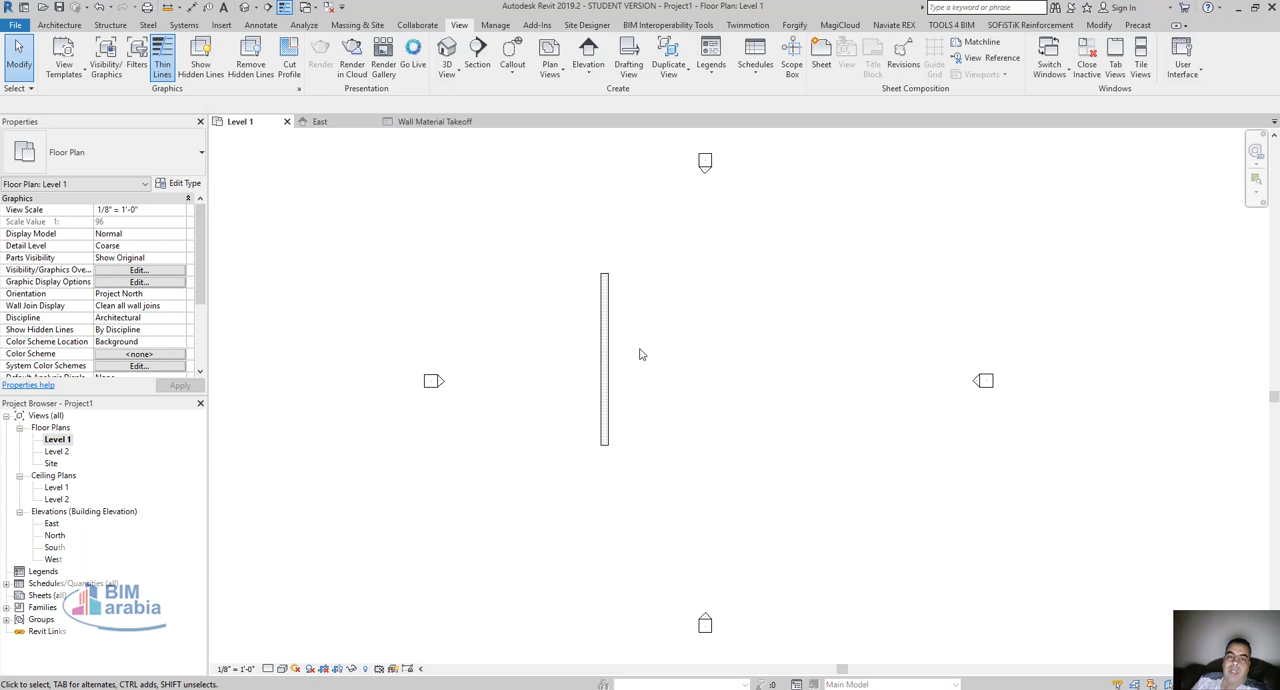 Autodesk Revit 2019.2 - STUDENT VERSION - Project1 - Floor Plan: Level 1
Type a keyword or phrase
Sign In
File Architecture Structure Steel Systems Insert Annotate Analyze Massing & Site Collaborate View Manage Add-Ins Site Designer BIM Interoperability Tools Twinmotion Forgify MagiCloud Naviate REX TOOLS 4 BIM SOFiSTiK Reinforcement Modify Precast
Modify
View Templates
Visibility/ Graphics
Filters
Thin Lines
Show Hidden Lines
Remove Hidden Lines
Cut Profile
Render
Render in Cloud
Render Gallery
Go Live
3D View
Section
Callout
Plan Views
Elevation
Drafting View
Duplicate View
Legends
Schedules
Scope Box
Sheet
View
Title Block
Revisions
Guide Grid
Matchline
View Reference
Viewports
Switch Windows
Close Inactive
Tab Views
Tile Views
User Interface
Select Graphics Presentation Create Sheet Composition Windows
Properties
Level 1 East Wall Material Takeoff
Floor Plan
Floor Plan: Level 1 Edit Type
Graphics
View Scale 1/8" = 1'-0"
Scale Value 1: 96
Display Model Normal
Detail Level Coarse
Parts Visibility Show Original
Visibility/Graphics Ove... Edit...
Graphic Display Options Edit...
Orientation Project North
Wall Join Display Clean all wall joins
Discipline Architectural
Show Hidden Lines By Discipline
Color Scheme Location Background
Color Scheme <none>
System Color Schemes Edit...
Properties help Apply
Project Browser - Project1
Views (all)
Floor Plans
Level 1
Level 2
Site
Ceiling Plans
Level 1
Level 2
Elevations (Building Elevation)
East
North
South
West
Legends
Schedules/Quantities (all)
Sheets (all)
Families
Groups
Revit Links
BIM
arabia
1/8" = 1'-0"
Click to select, TAB for alternates, CTRL adds, SHIFT unselects.
:0
Main Model